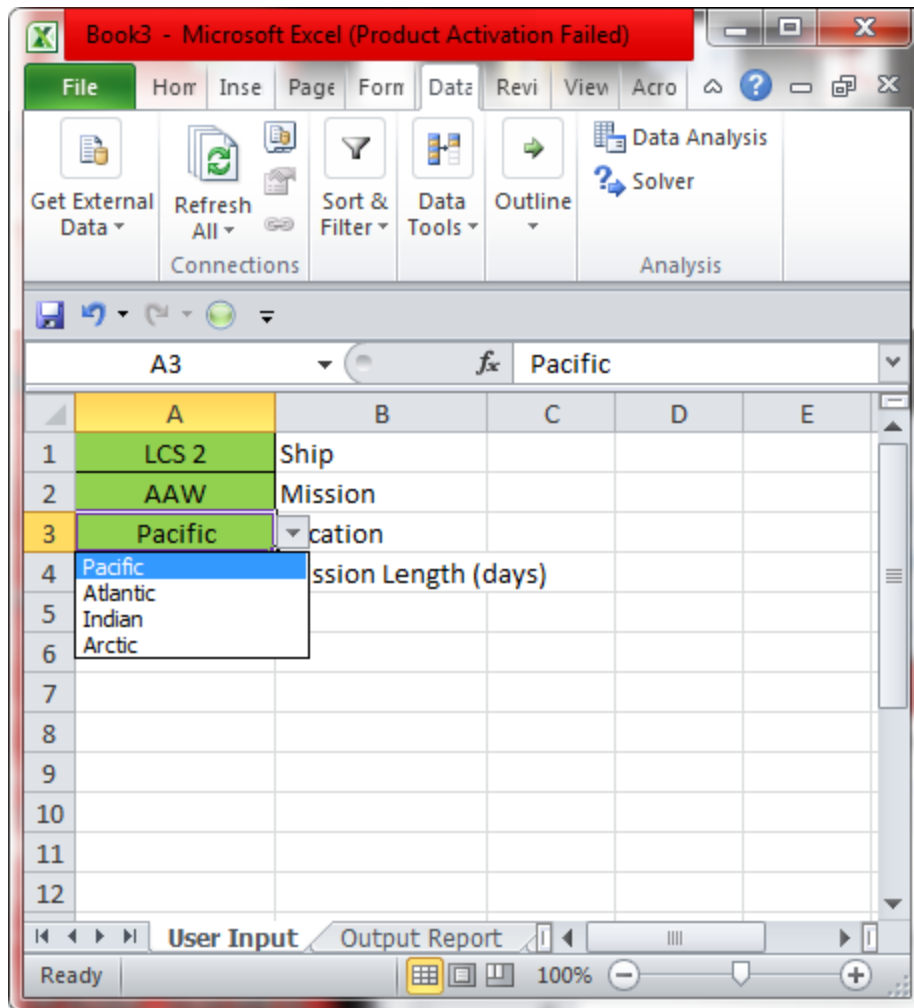 Book3 - Microsoft Excel (Product Activation Failed)
File Hom Inse Page Form Data Revi View Acro
Get External Data
Refresh All
Connections
Sort & Filter
Data Tools
Outline
Data Analysis
Solver
Analysis
A3 fx Pacific
A B C D E
1 LCS 2 Ship
2 AAW Mission
3 Pacific cation
4 ssion Length (days)
Pacific
Atlantic
Indian
Arctic
5
6
7
8
9
10
11
12
User Input Output Report
Ready 100%